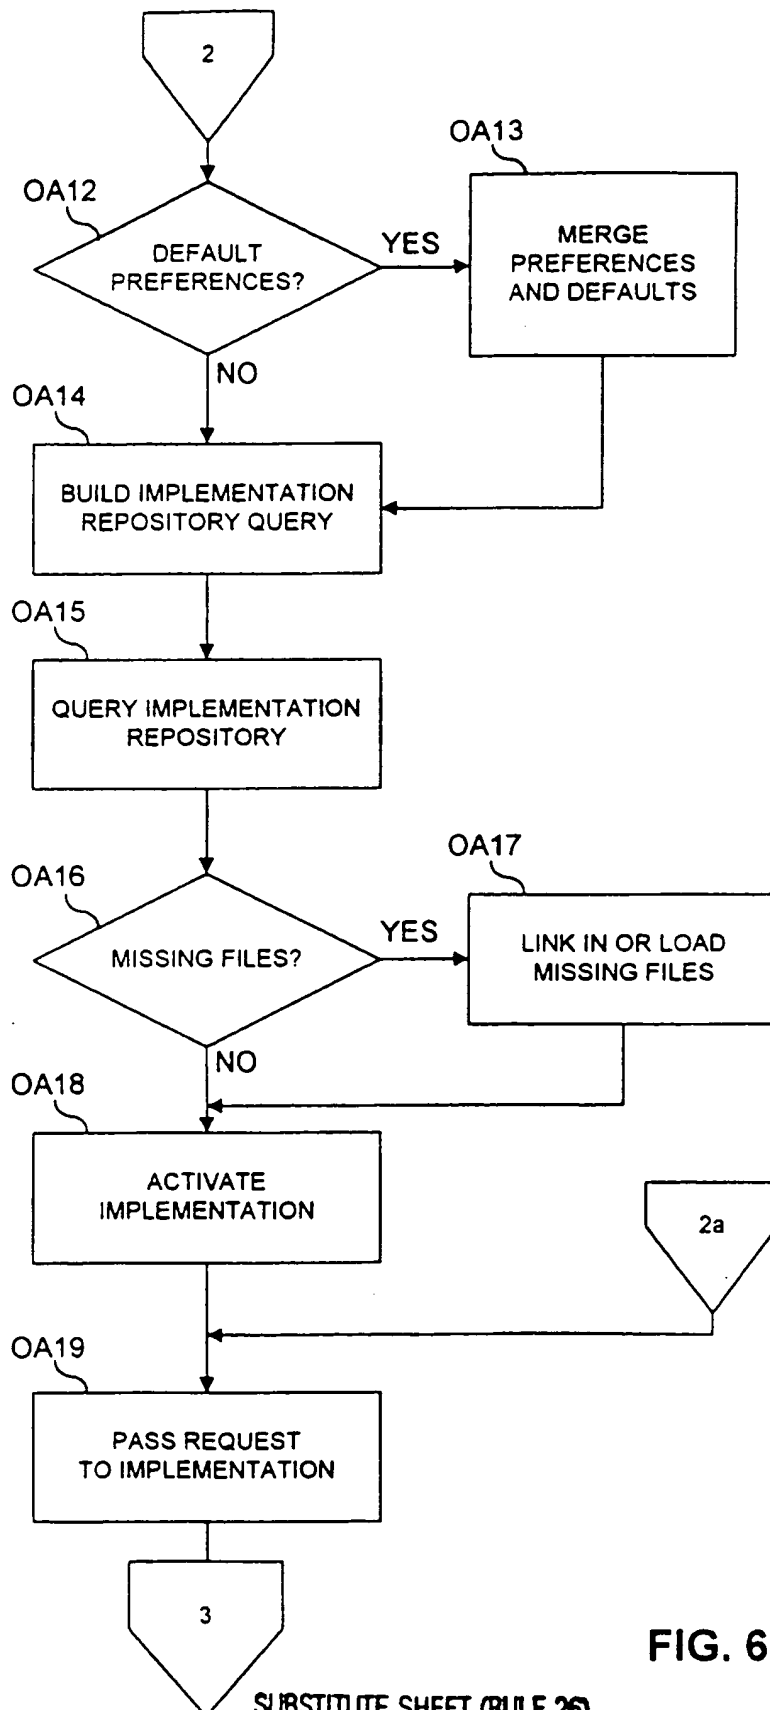 2
OA13
OA12
DEFAULT
PREFERENCES?
YES
MERGE
PREFERENCES
AND DEFAULTS
NO
OA14
BUILD IMPLEMENTATION
REPOSITORY QUERY
OA15
QUERY IMPLEMENTATION
REPOSITORY
OA17
OA16
MISSING FILES?
YES
LINK IN OR LOAD
MISSING FILES
NO
OA18
ACTIVATE
IMPLEMENTATION
2a
OA19
PASS REQUEST
TO IMPLEMENTATION
3
FIG. 6
SUBSTITUTE SHEET (RULE 26)